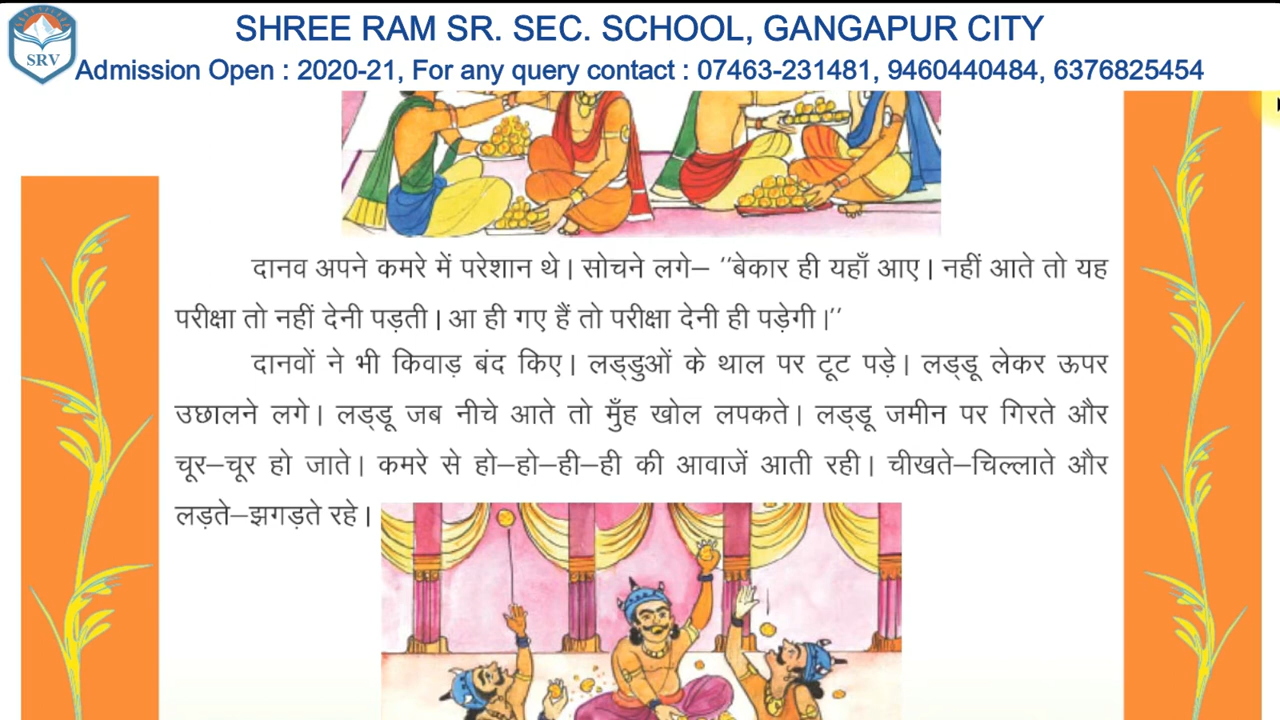 SHREE RAM SR. SEC. SCHOOL, GANGAPUR CITY
SRV
Admission Open : 2020-21, For any query contact : 07463-231481, 9460440484, 6376825454
दानव अपने कमरे में परेशान थे। सोचने लगे– ''बेकार ही यहाँ आए। नहीं आते तो यह
परीक्षा तो नहीं देनी पड़ती। आ ही गए हैं तो परीक्षा देनी ही पड़ेगी।''
दानवों ने भी किवाड़ बंद किए। लड्डुओं के थाल पर टूट पड़े। लड्डू लेकर ऊपर
उछालने लगे। लड्डू जब नीचे आते तो मुँह खोल लपकते। लड्डू जमीन पर गिरते और
चूर–चूर हो जाते। कमरे से हो–हो–ही–ही की आवाजें आती रही। चीखते–चिल्लाते और
लड़ते–झगड़ते रहे।